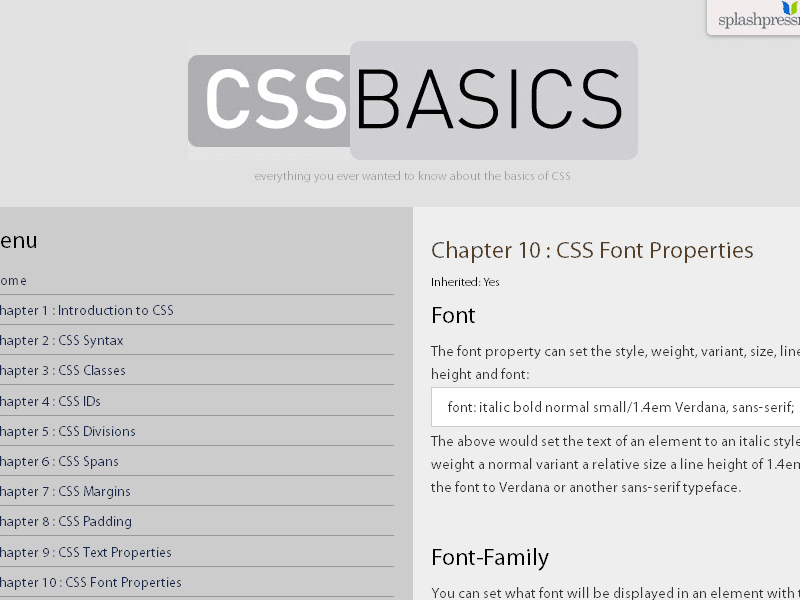 splashpress
CSSBASICS
everything you ever wanted to know about the basics of CSS
enu
ome
hapter 1 : Introduction to CSS
hapter 2 : CSS Syntax
hapter 3 : CSS Classes
hapter 4 : CSS IDs
hapter 5 : CSS Divisions
hapter 6 : CSS Spans
hapter 7 : CSS Margins
hapter 8 : CSS Padding
hapter 9 : CSS Text Properties
hapter 10 : CSS Font Properties
Chapter 10 : CSS Font Properties
Inherited: Yes
Font
The font property can set the style, weight, variant, size, line
height and font:
font: italic bold normal small/1.4em Verdana, sans-serif;
The above would set the text of an element to an italic style
weight a normal variant a relative size a line height of 1.4em
the font to Verdana or another sans-serif typeface.
Font-Family
You can set what font will be displayed in an element with